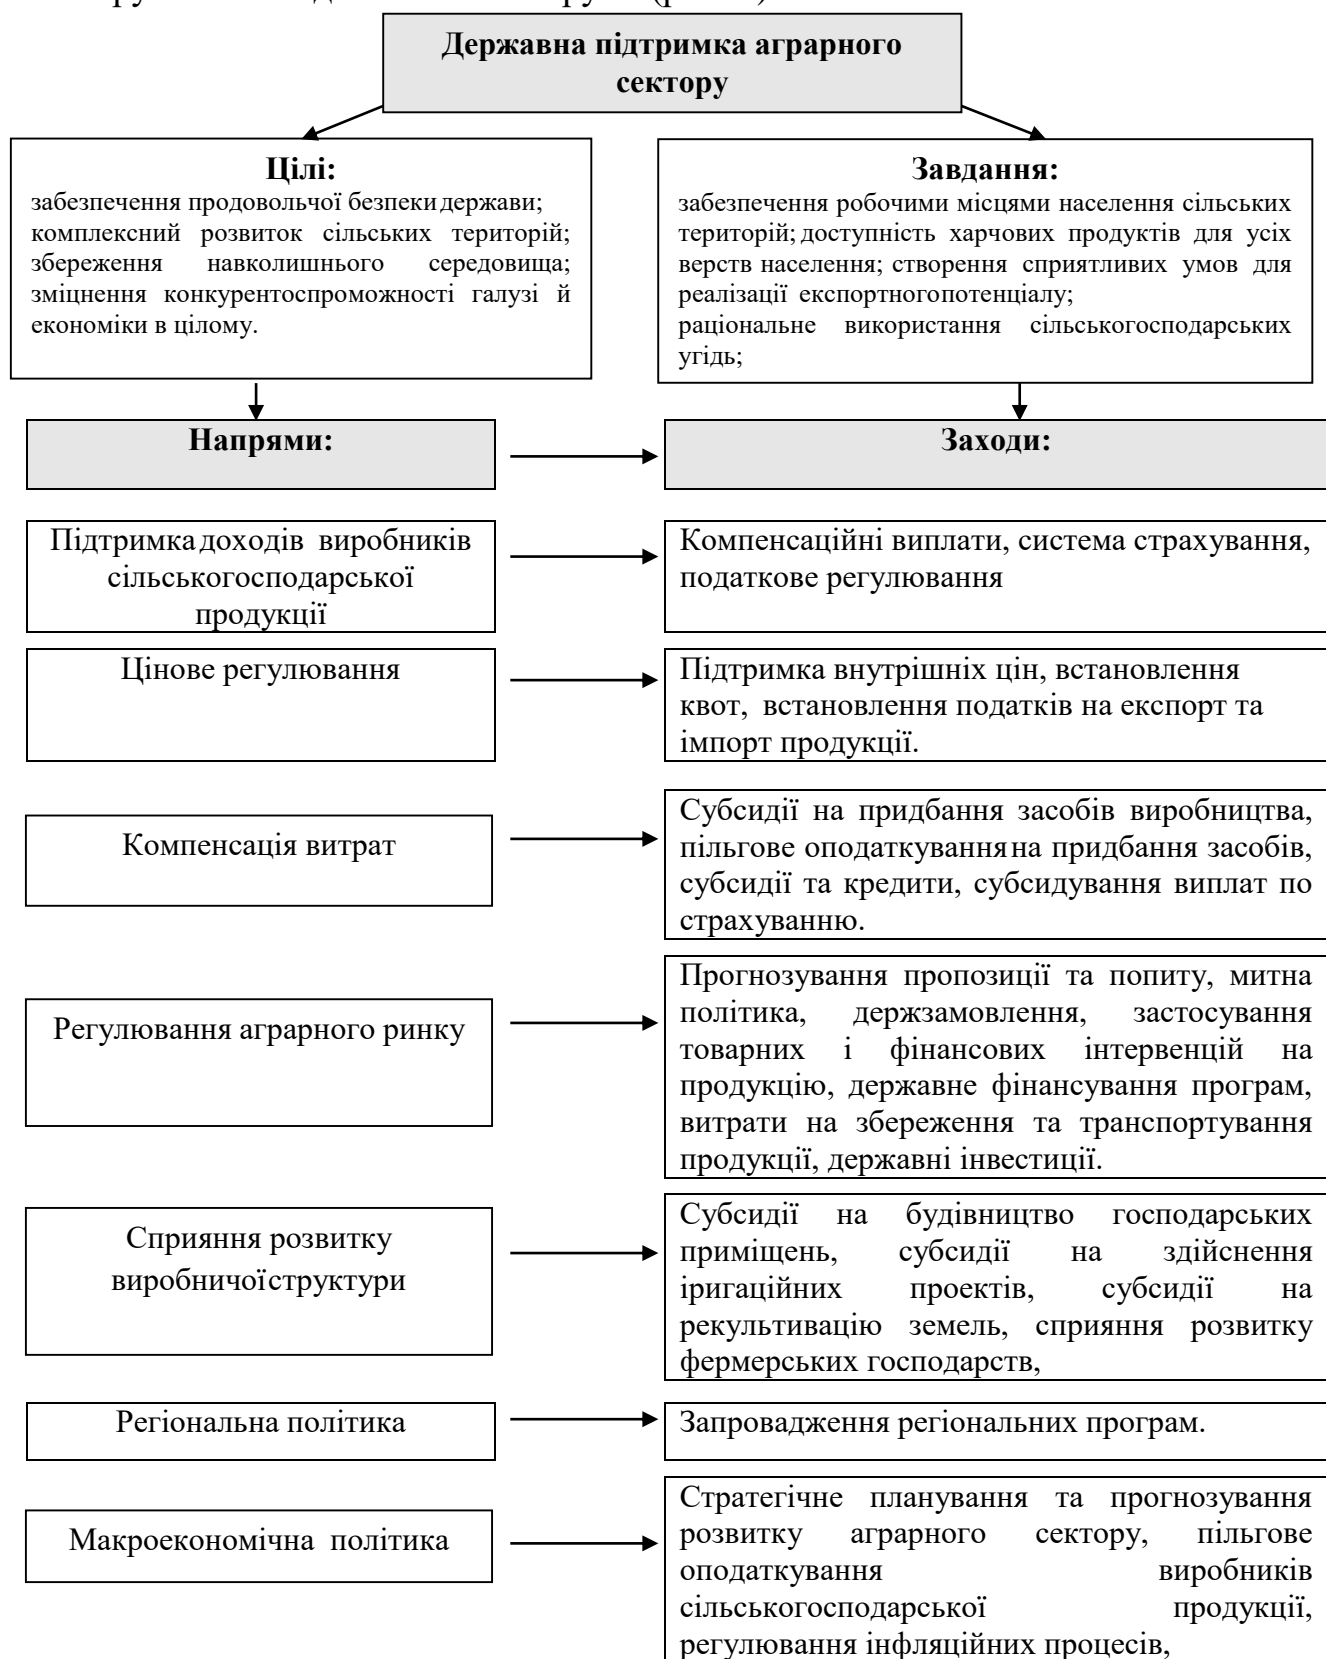 Державна підтримка аграрного
сектору
Цілі:
забезпечення продовольчої безпеки держави;
комплексний розвиток сільських територій;
збереження навколишнього середовища;
зміцнення конкурентоспроможності галузі й
економіки в цілому.
Завдання:
забезпечення робочими місцями населення сільських
територій; доступність харчових продуктів для усіх
верств населення; створення сприятливих умов для
реалізації експортногопотенціалу;
раціональне використання сільськогосподарських
угідь;
Напрями:
Заходи:
Підтримка доходів виробників
сільськогосподарської
продукції
Компенсаційні виплати, система страхування,
податкове регулювання
Цінове регулювання
Підтримка внутрішніх цін, встановлення
квот, встановлення податків на експорт та
імпорт продукції.
Компенсація витрат
Субсидії на придбання засобів виробництва,
пільгове оподаткування на придбання засобів,
субсидії та кредити, субсидування виплат по
страхуванню.
Регулювання аграрного ринку
Прогнозування пропозиції та попиту, митна
політика, держзамовлення, застосування
товарних і фінансових інтервенцій на
продукцію, державне фінансування програм,
витрати на збереження та транспортування
продукції, державні інвестиції.
Сприяння розвитку
виробничоїструктури
Субсидії на будівництво господарських
приміщень, субсидії на здійснення
іригаційних проектів, субсидії на
рекультивацію земель, сприяння розвитку
фермерських господарств,
Регіональна політика
Запровадження регіональних програм.
Макроекономічна політика
Стратегічне планування та прогнозування
розвитку аграрного сектору, пільгове
оподаткування виробників
сільськогосподарської продукції,
регулювання інфляційних процесів,